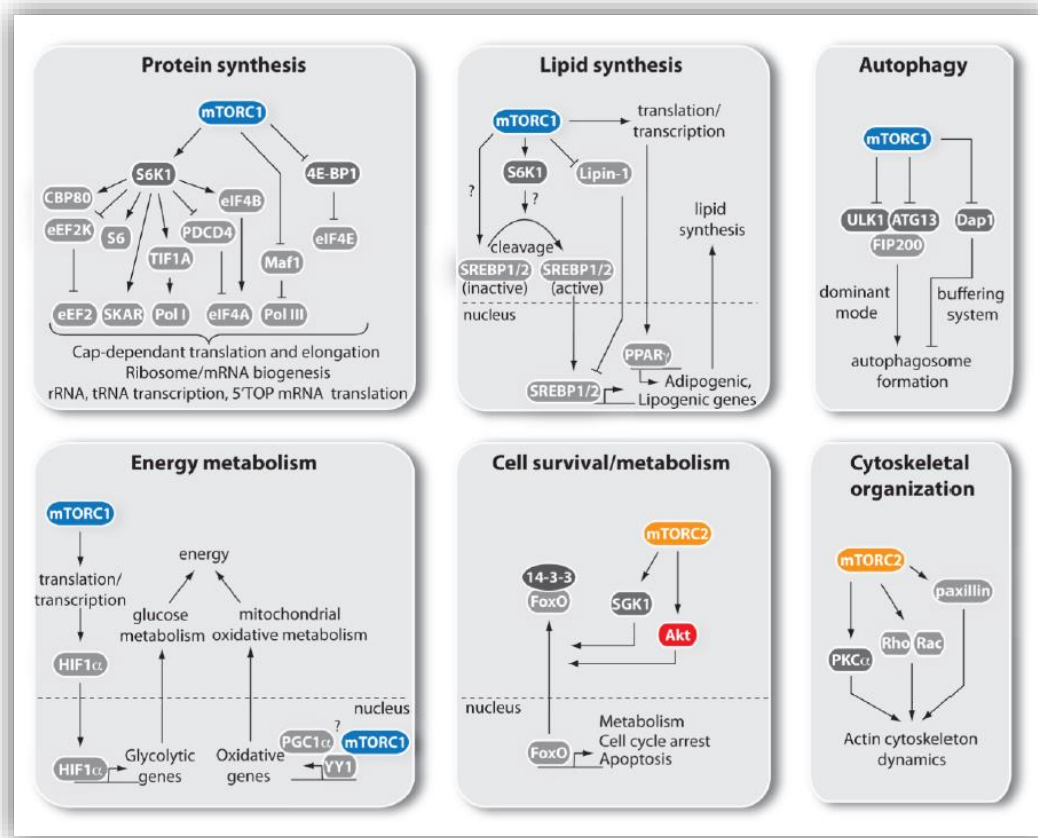 Protein synthesis
mTORC1
S6K1
4E-BP1
CBP80
eIF4B
eEF2K
S6
PDCD4
eIF4E
TIF1A
Maf1
eEF2
SKAR
Pol I
eIF4A
Pol III
Cap-dependant translation and elongation
Ribosome/mRNA biogenesis
rRNA, tRNA transcription, 5'TOP mRNA translation
Lipid synthesis
mTORC1
translation/
transcription
S6K1
Lipin-1
?
?
lipid
synthesis
cleavage
SREBP1/2
(inactive)
SREBP1/2
(active)
nucleus
PPARγ
SREBP1/2
Adipogenic,
Lipogenic genes
Autophagy
mTORC1
ULK1
ATG13
Dap1
FIP200
dominant
mode
buffering
system
autophagosome
formation
Energy metabolism
mTORC1
energy
translation/
transcription
glucose
metabolism
mitochondrial
oxidative metabolism
HIF1α
nucleus
PGC1α
?
mTORC1
HIF1α
Glycolytic
genes
Oxidative
genes
YY1
Cell survival/metabolism
mTORC2
14-3-3
FoxO
SGK1
Akt
nucleus
FoxO
Metabolism
Cell cycle arrest
Apoptosis
Cytoskeletal
organization
mTORC2
paxillin
Rho
Rac
PKCα
Actin cytoskeleton
dynamics